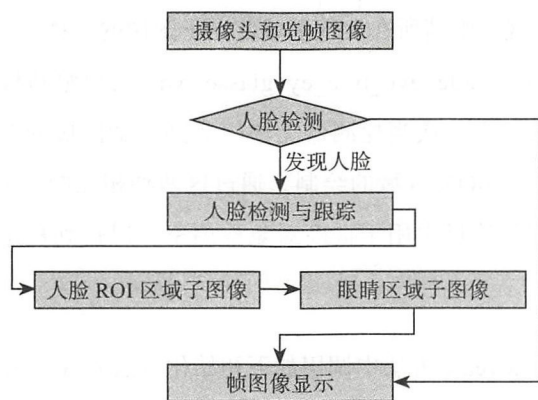 摄像头预览帧图像
人脸检测
发现人脸
人脸检测与跟踪
人脸 ROI 区域子图像
眼睛区域子图像
帧图像显示